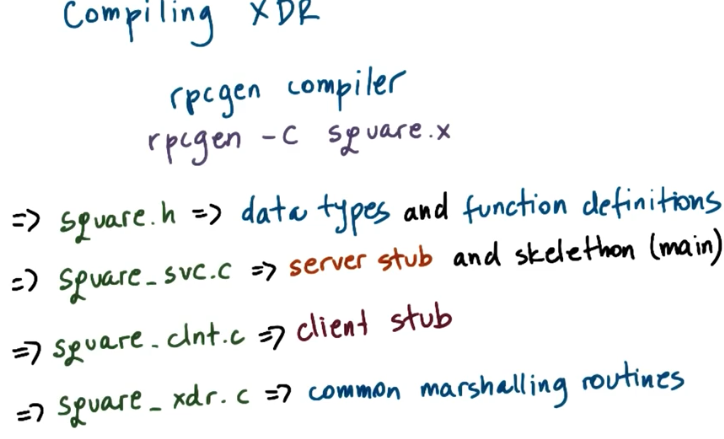 Compiling XDR
rpcgen compiler
rpcgen -C square.x
=> square.h => data types and function definitions
=> square_svc.c => server stub and skelethon (main)
=> square_clnt.c => client stub
=> square_xdr.c => common marshalling routines